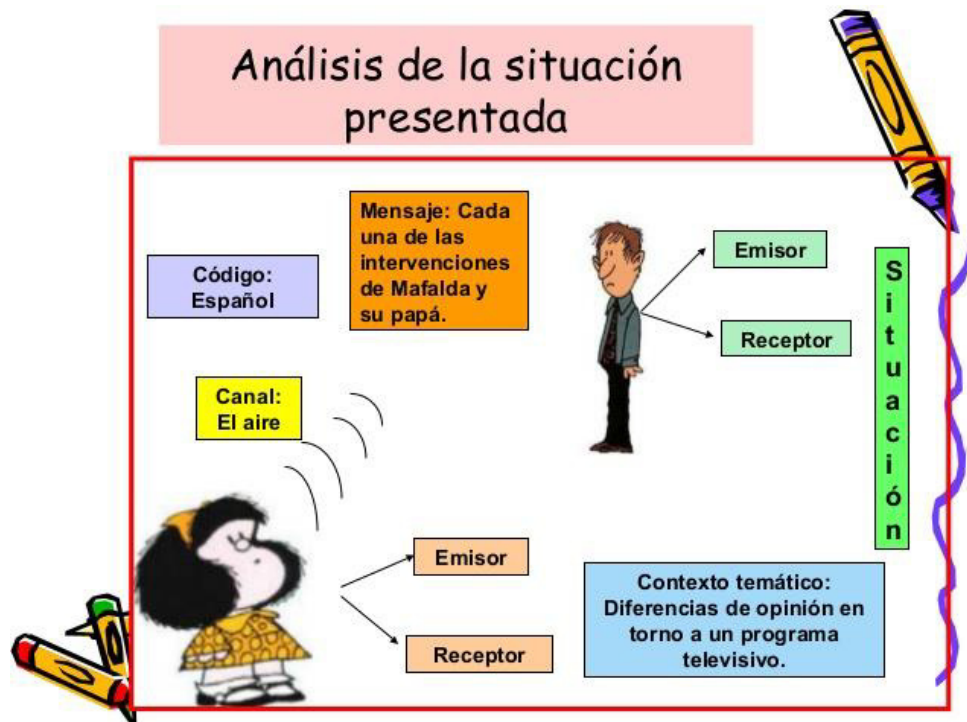 Análisis de la situación
presentada
Mensaje: Cada
una de las
intervenciones
de Mafalda y
su papá.
Código:
Español
Emisor
Receptor
Situación
Canal:
El aire
Emisor
Receptor
Contexto temático:
Diferencias de opinión en
torno a un programa
televisivo.